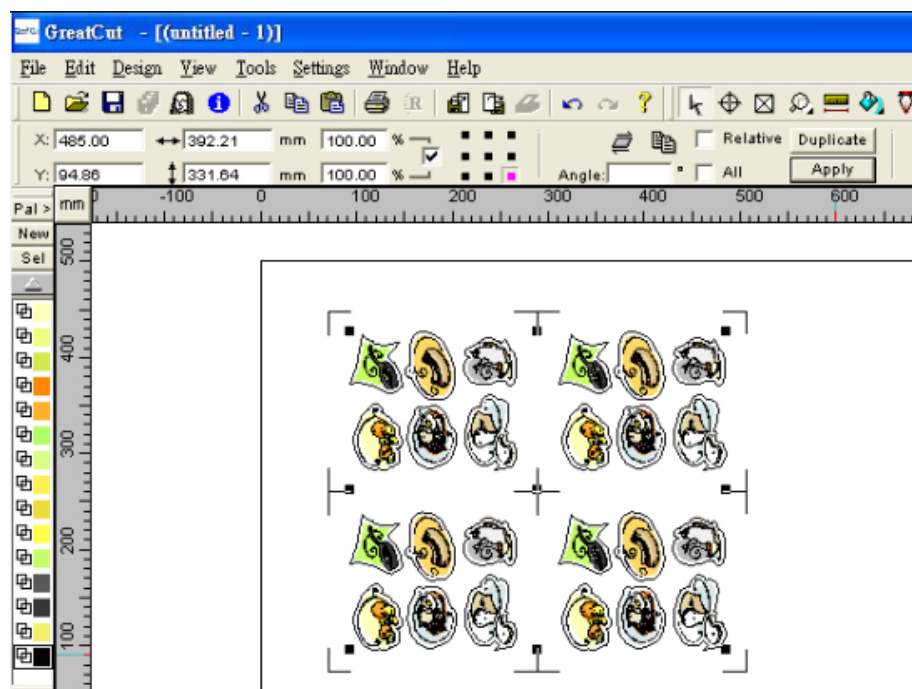 GreatCut - [(untitled - 1)]
File Edit Design View Tools Settings Window Help
X: 485.00 392.21 mm 100.00 % Relative Duplicate
Y: 94.86 331.64 mm 100.00 % Angle: ° All Apply
Pal > mm 0 -100 0 100 200 300 400 500 600
New
Sel
500
400
300
200
100